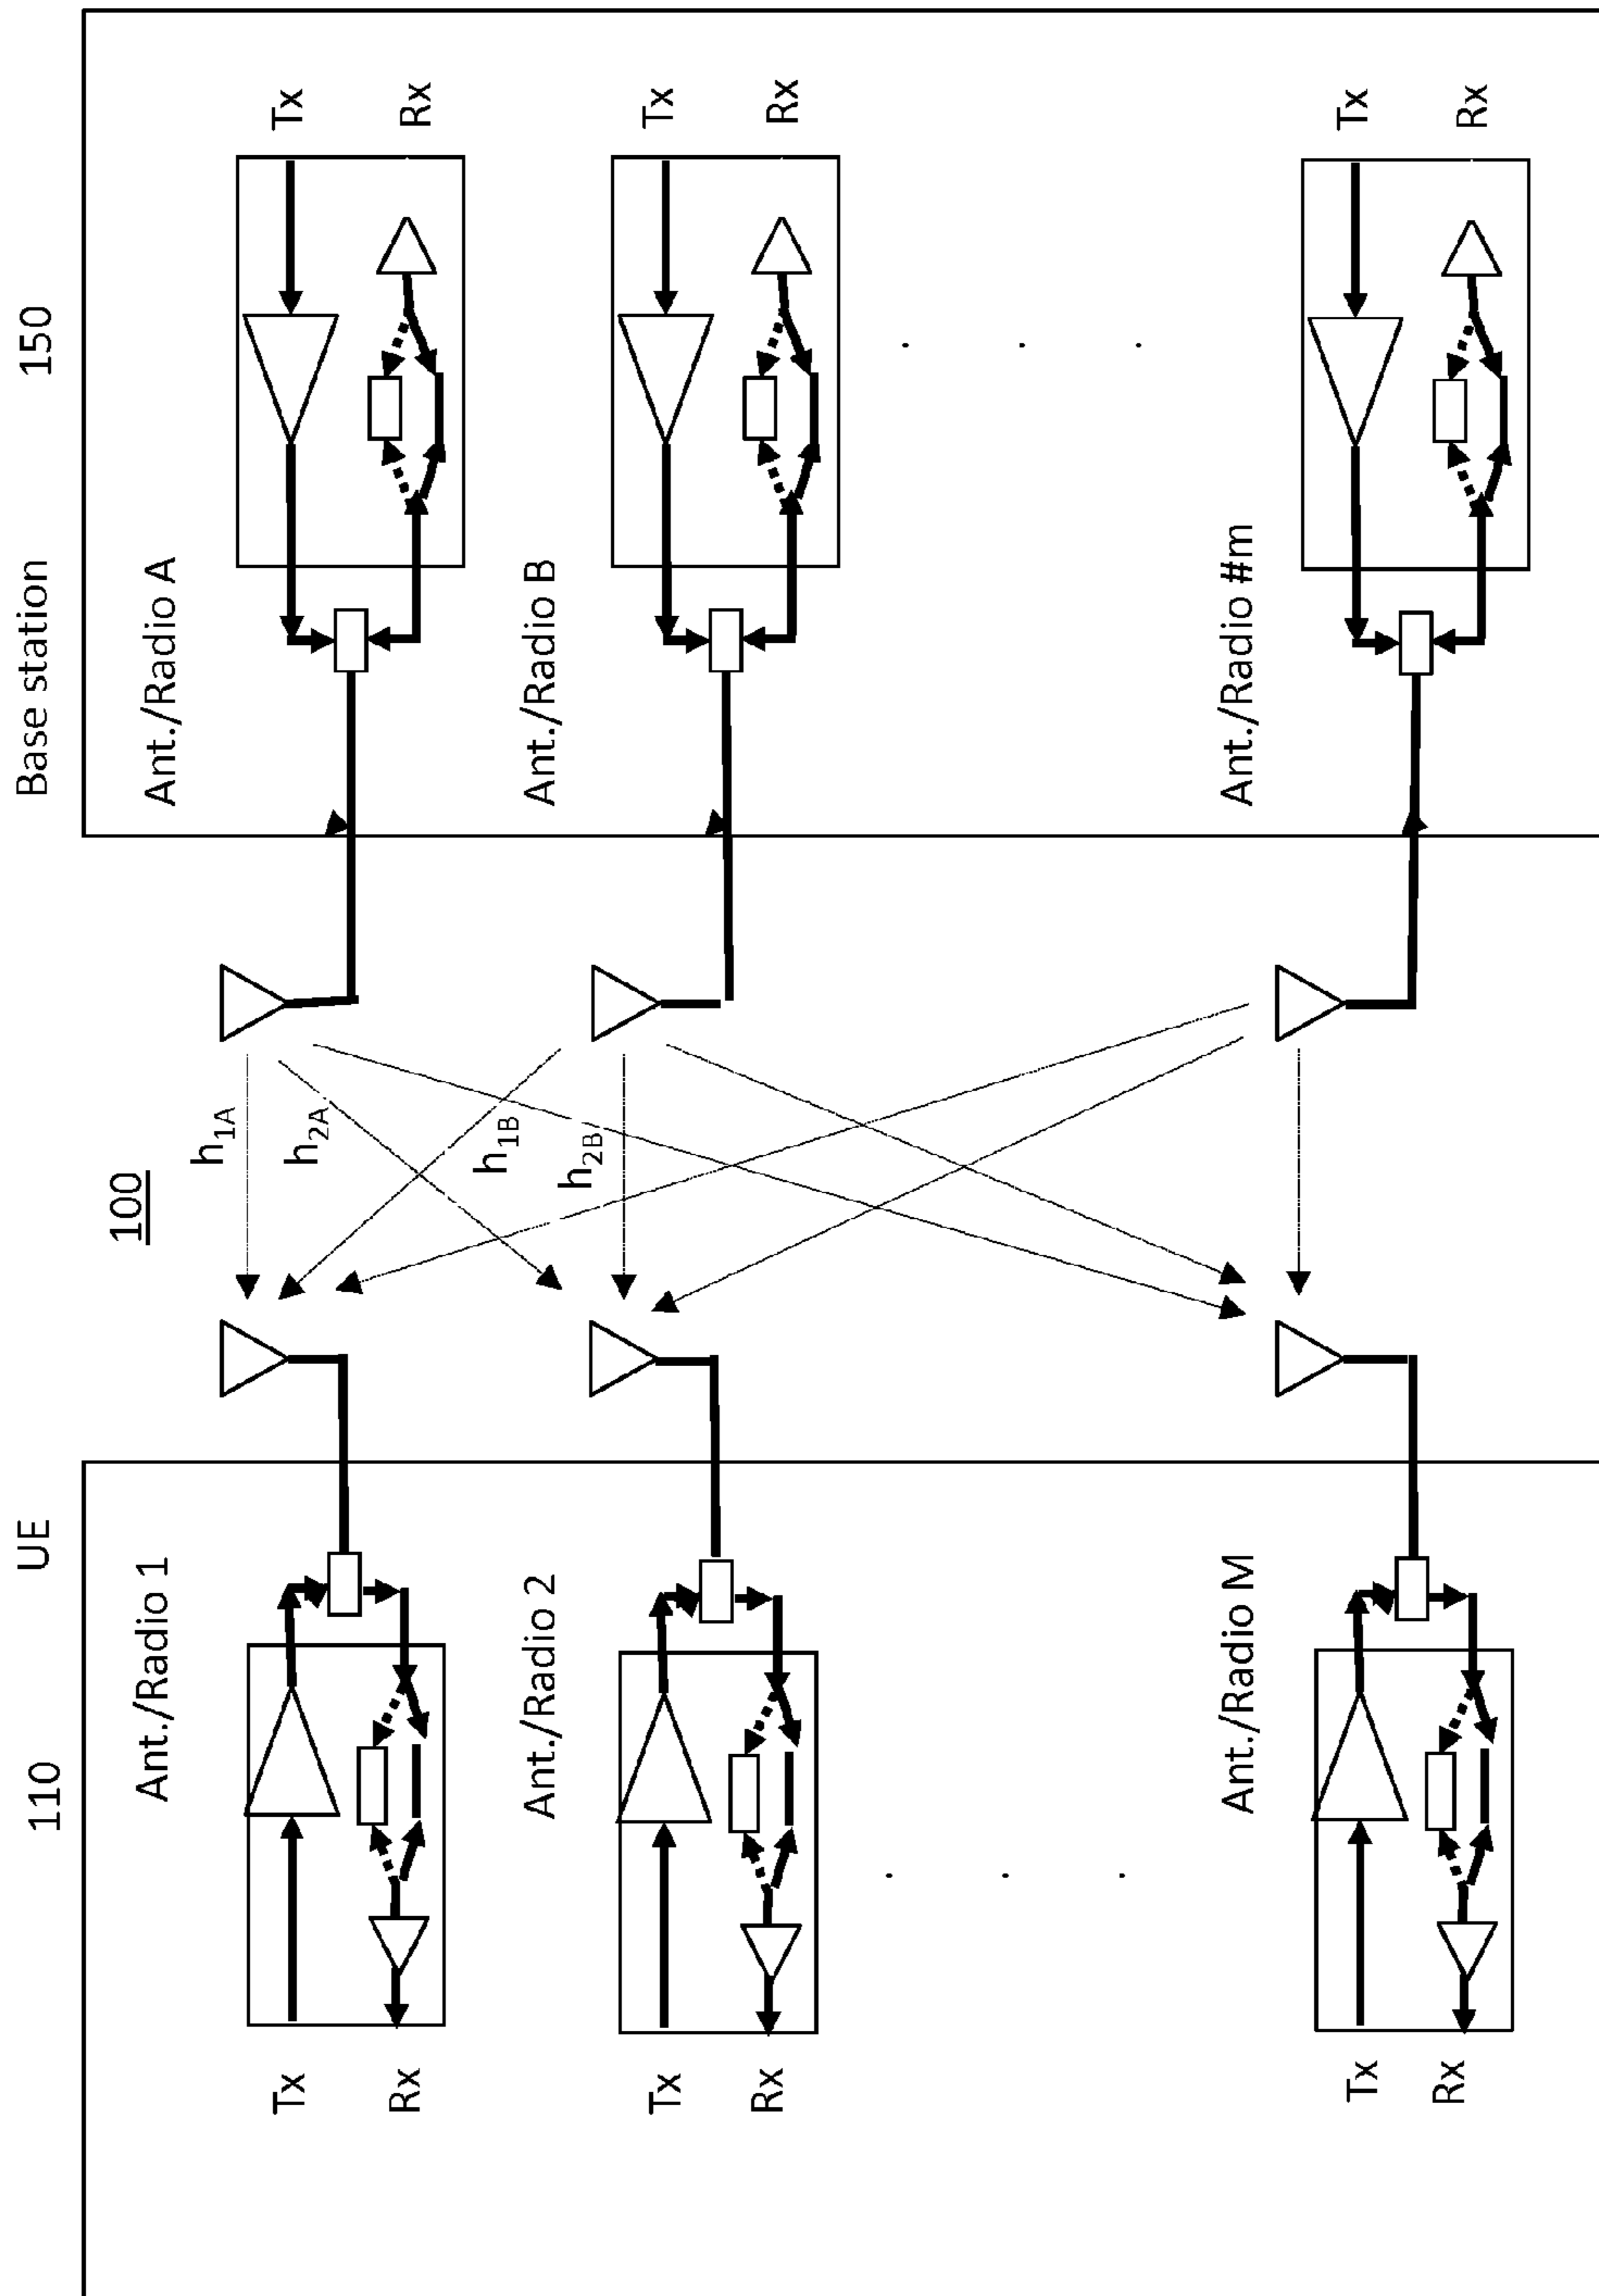 110
UE
100
Base station
150
Ant./Radio 1
Tx
Rx
h1A
h2A
Ant./Radio A
Tx
Rx
Ant./Radio 2
Tx
Rx
h1B
h2B
Ant./Radio B
Tx
Rx
Ant./Radio M
Tx
Rx
Ant./Radio #m
Tx
Rx